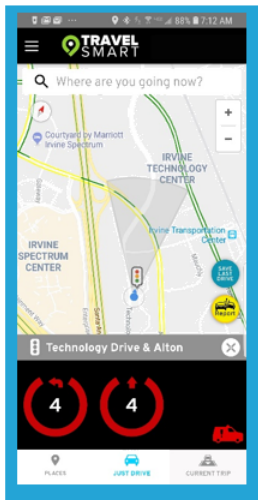 88% 7:12 AM
TRAVEL
SMART
Where are you going now?
+
Courtyard by Marriott
Irvine Spectrum
-
IRVINE
TECHNOLOGY
CENTER
Irvine Transportation
Center
IRVINE
SPECTRUM
CENTER
SAVE
LAST
DRIVE
Report
Technology Drive & Alton
4
4
PLACES
JUST DRIVE
CURRENT TRIP